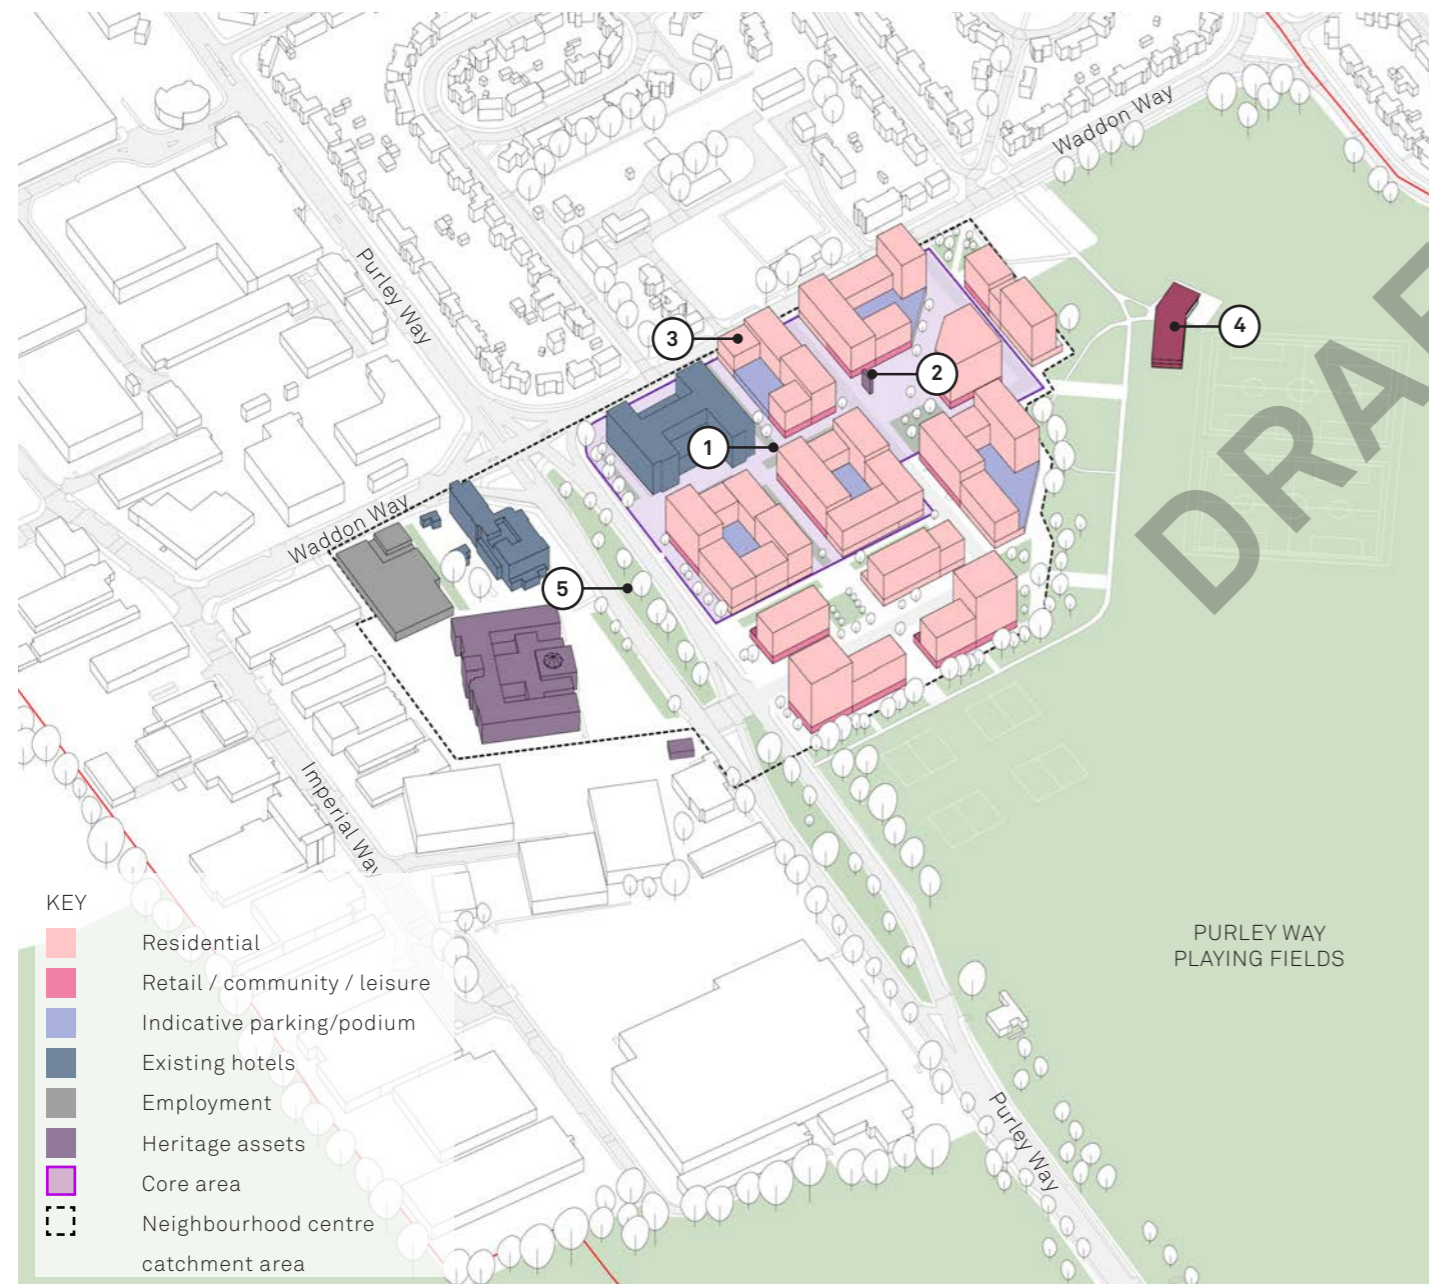 Waddon Way
Purley Way
3
4
2
1
Waddon Way
5
Imperial Way
KEY
Residential
Retail / community / leisure
Indicative parking/podium
Existing hotels
Employment
Heritage assets
Core area
Neighbourhood centre
catchment area
PURLEY WAY
PLAYING FIELDS
Purley Way